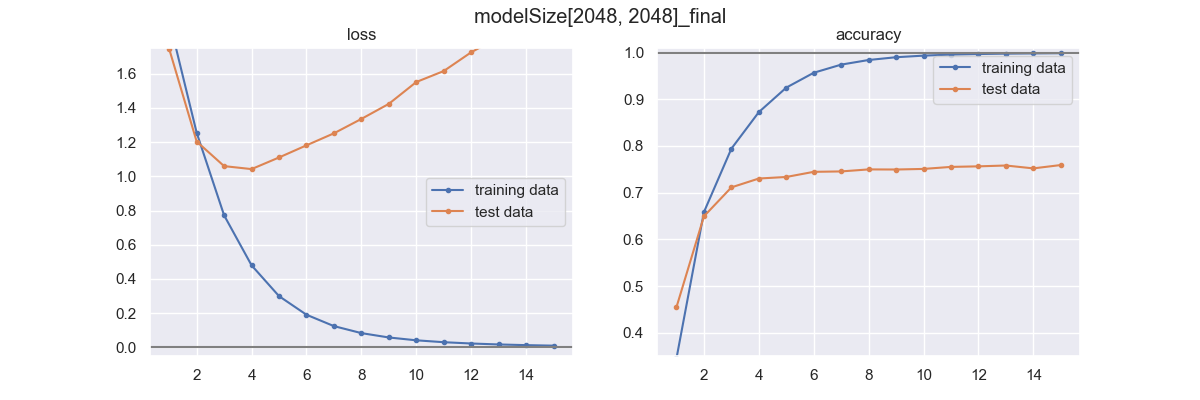 modelSize[2048, 2048]_final
loss
1.6
1.4
1.2
1.0
0.8
0.6
0.4
0.2
0.0
2 4 6 8 10 12 14
training data
test data
accuracy
1.0
0.9
0.8
0.7
0.6
0.5
0.4
2 4 6 8 10 12 14
training data
test data